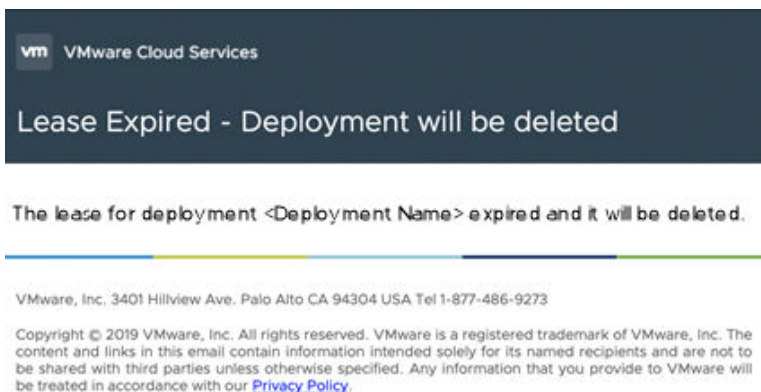 vm VMware Cloud Services
Lease Expired - Deployment will be deleted
The lease for deployment <Deployment Name> expired and it will be deleted.
VMware, Inc. 3401 Hillview Ave. Palo Alto CA 94304 USA Tel 1-877-486-9273
Copyright © 2019 VMware, Inc. All rights reserved. VMware is a registered trademark of VMware, Inc. The
content and links in this email contain information intended solely for its named recipients and are not to
be shared with third parties unless otherwise specified. Any information that you provide to VMware will
be treated in accordance with our Privacy Policy.